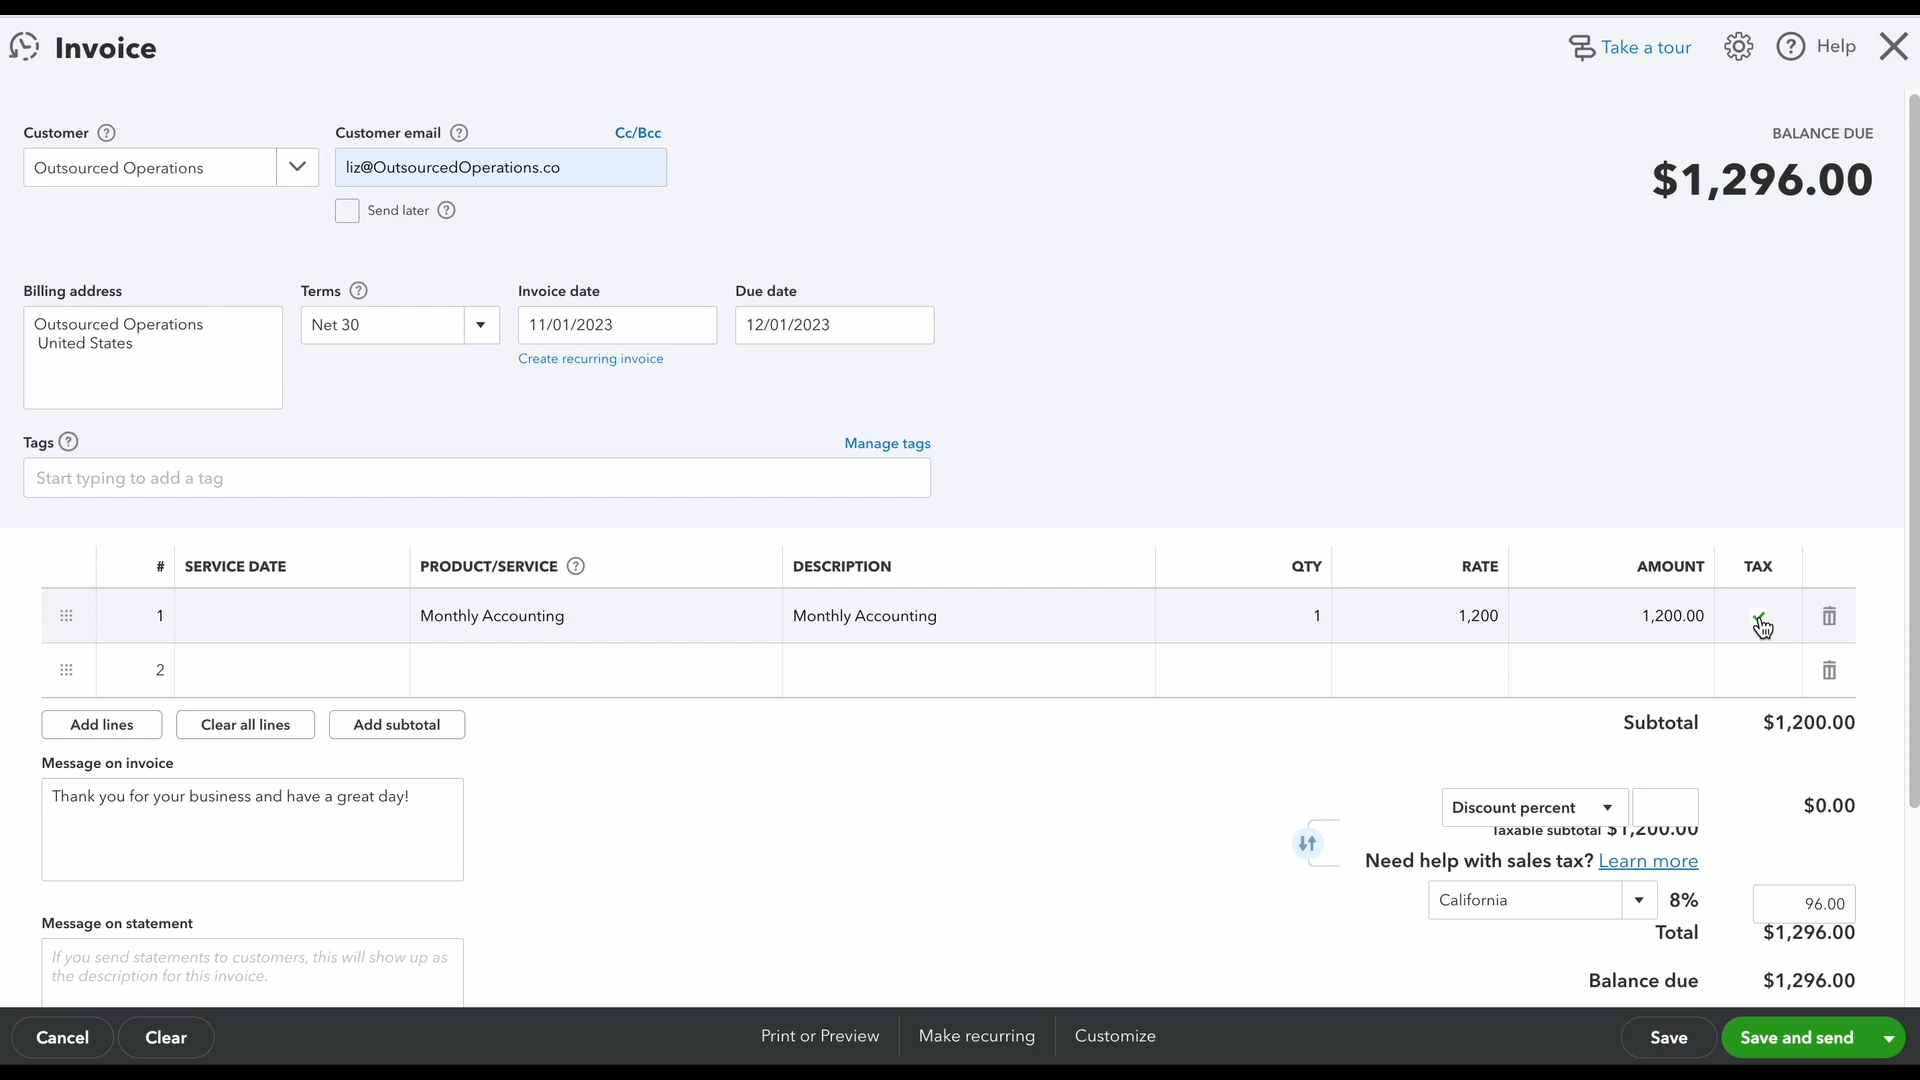 Invoice
Take a tour
Help
Customer
Customer email
Cc/Bcc
Outsourced Operations
liz@OutsourcedOperations.co
Send later
BALANCE DUE
$1,296.00
Billing address
Terms
Invoice date
Due date
Outsourced Operations
United States
Net 30
11/01/2023
12/01/2023
Create recurring invoice
Tags
Manage tags
Start typing to add a tag
# SERVICE DATE PRODUCT/SERVICE DESCRIPTION QTY RATE AMOUNT TAX
1 Monthly Accounting Monthly Accounting 1 1,200 1,200.00
2
Add lines
Clear all lines
Add subtotal
Subtotal $1,200.00
Message on invoice
Thank you for your business and have a great day!
Discount percent
$0.00
Taxable subtotal $1,200.00
Need help with sales tax? Learn more
California
8%
96.00
Total $1,296.00
Message on statement
If you send statements to customers, this will show up as
the description for this invoice.
Balance due $1,296.00
Cancel
Clear
Print or Preview
Make recurring
Customize
Save
Save and send